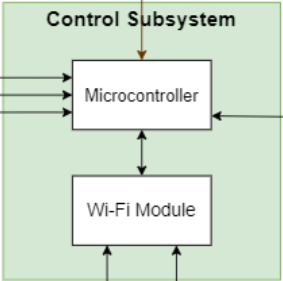 Control Subsystem
Microcontroller
Wi-Fi Module